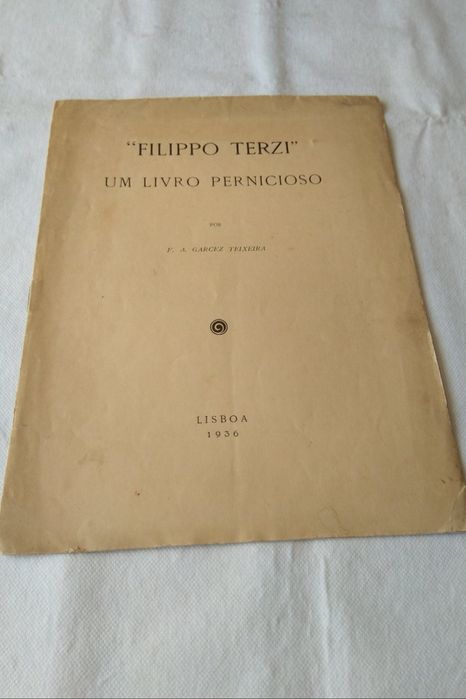 “FILIPPO TERZI”
UM LIVRO PERNICIOSO
POR
F. A. GARCEZ TEIXEIRA
LISBOA
1936